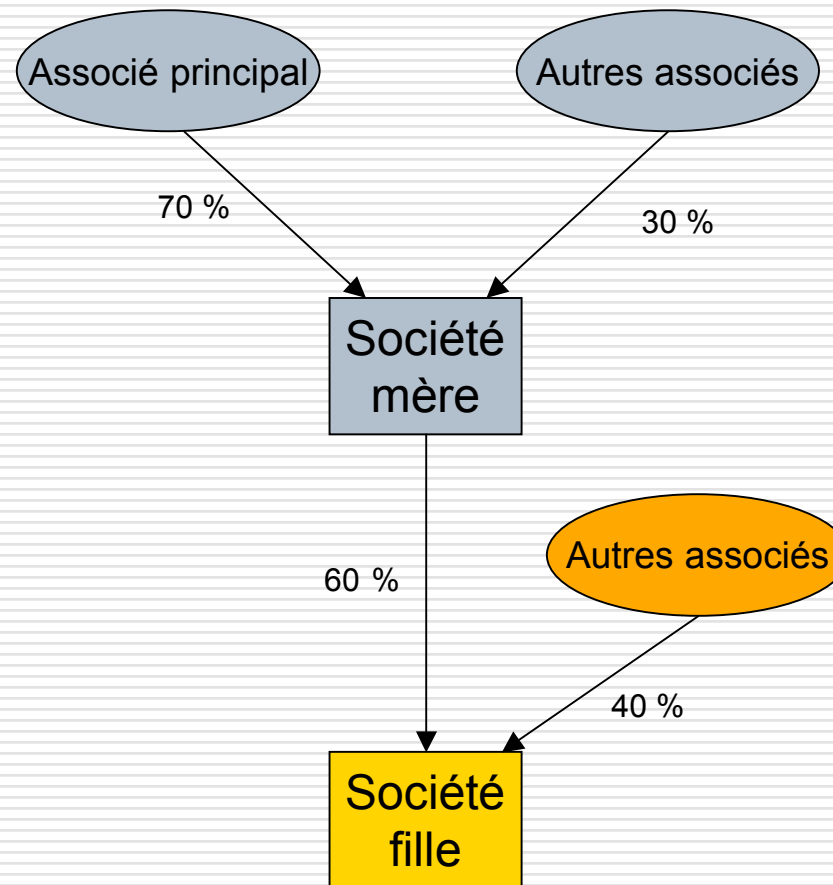 Associé principal
Autres associés
70 %
30 %
Société
mère
Autres associés
60 %
40 %
Société
fille